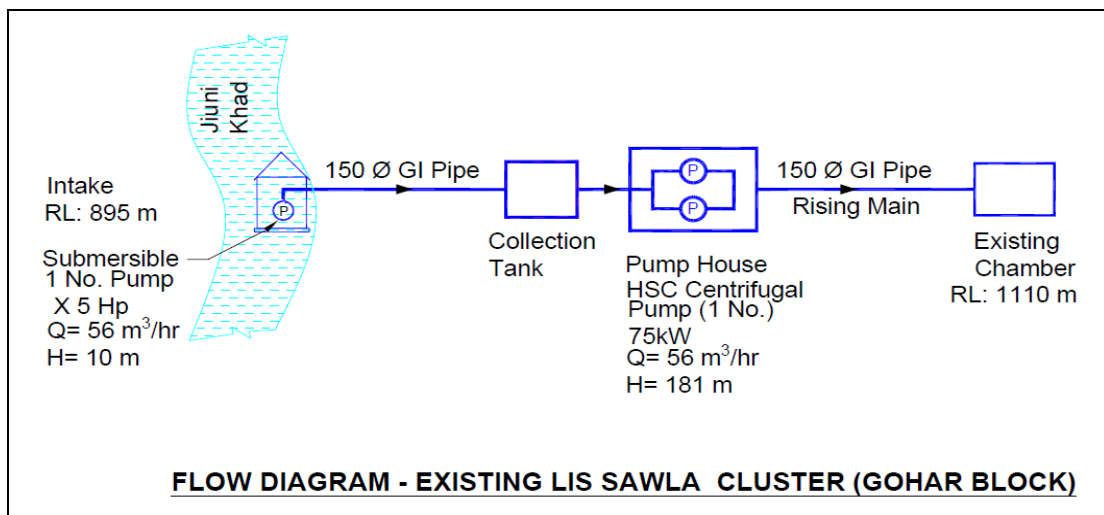 Jiuni
Khad
Intake
RL: 895 m
Submersible
1 No. Pump
X 5 Hp
Q= 56 m³/hr
H= 10 m
P
150 Ø GI Pipe
Collection
Tank
P
P
Pump House
HSC Centrifugal
Pump (1 No.)
75kW
Q= 56 m³/hr
H= 181 m
150 Ø GI Pipe
Rising Main
Existing
Chamber
RL: 1110 m
FLOW DIAGRAM - EXISTING LIS SAWLA CLUSTER (GOHAR BLOCK)